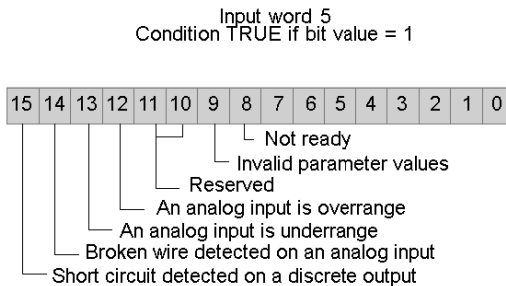 Input word 5
Condition TRUE if bit value = 1
15 14 13 12 11 10 9 8 7 6 5 4 3 2 1 0
Not ready
Invalid parameter values
Reserved
An analog input is overrange
An analog input is underrange
Broken wire detected on an analog input
Short circuit detected on a discrete output